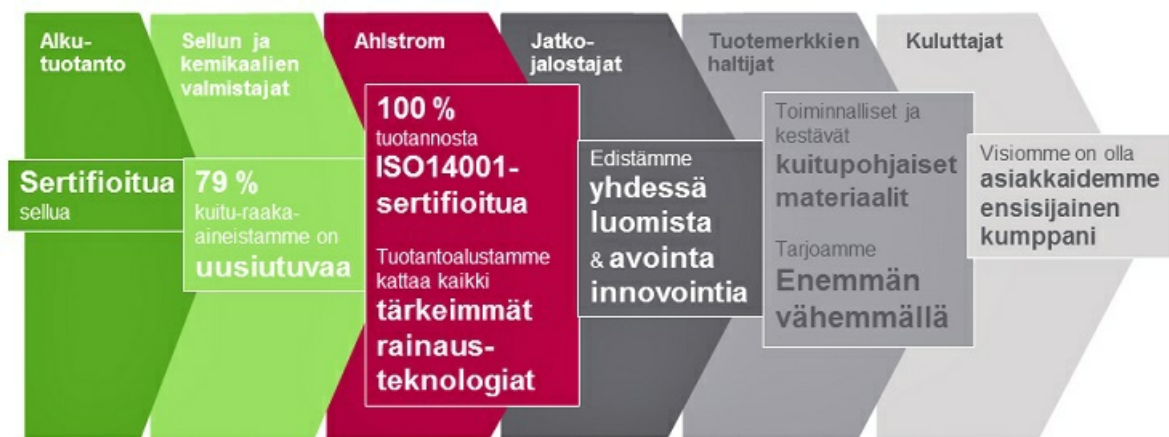 Alku-
tuotanto
Sertifioitua
sellua
Sellun ja
kemikaalien
valmistajat
79 %
kuitu-raaka-
aineistamme on
uusiutuvaa
Ahlstrom
100 %
tuotannosta
ISO14001-
sertifioitua
Tuotantoalustamme
kattaa kaikki
tärkeimmät
rainaus-
teknologiat
Jatko-
jalostajat
Edistämme
yhdessä
luomista
& avointa
innovointia
Tuotemerkkien
haltijat
Toiminnalliset ja
kestävät
kuitupohjaiset
materiaalit
Tarjoamme
Enemmän
vähemmällä
Kuluttajat
Visiomme on olla
asiakkaidemme
ensisijainen
kumppani